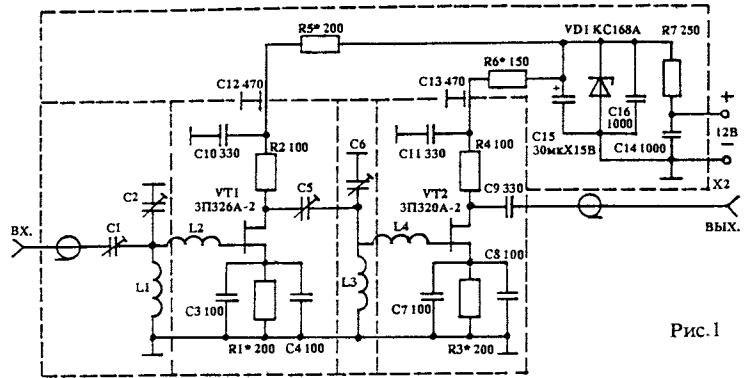 R5* 200
VD1 КС168А
R7 250
C12 470
C13 470
R6* 150
+
12В
−
X2
C16
1000
C15
30мкХ15В
C14 1000
C10 330
R2 100
C6
C11 330
R4 100
C2
VT1
3П326А-2
C5
VT2
3П320А-2
C9 330
ВХ.
C1
L2
L4
ВЫХ.
L1
C3 100
L3
C7 100
C8 100
R1* 200
C4 100
R3* 200
+
Рис.1